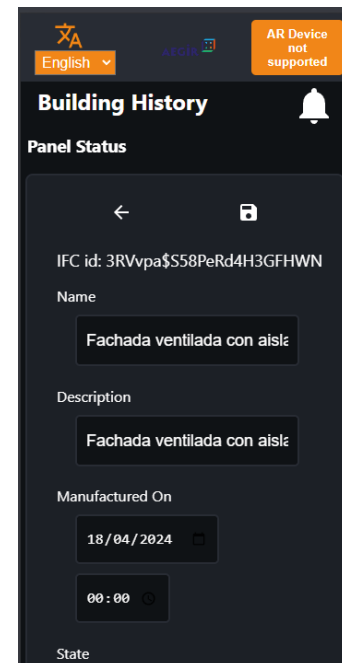 English
AR Device
not
supported
Building History
Panel Status
IFC id: 3RVvpa$S58PeRd4H3GFHWN
Name
Fachada ventilada con aisla
Description
Fachada ventilada con aisla
Manufactured On
18/04/2024
00:00
State